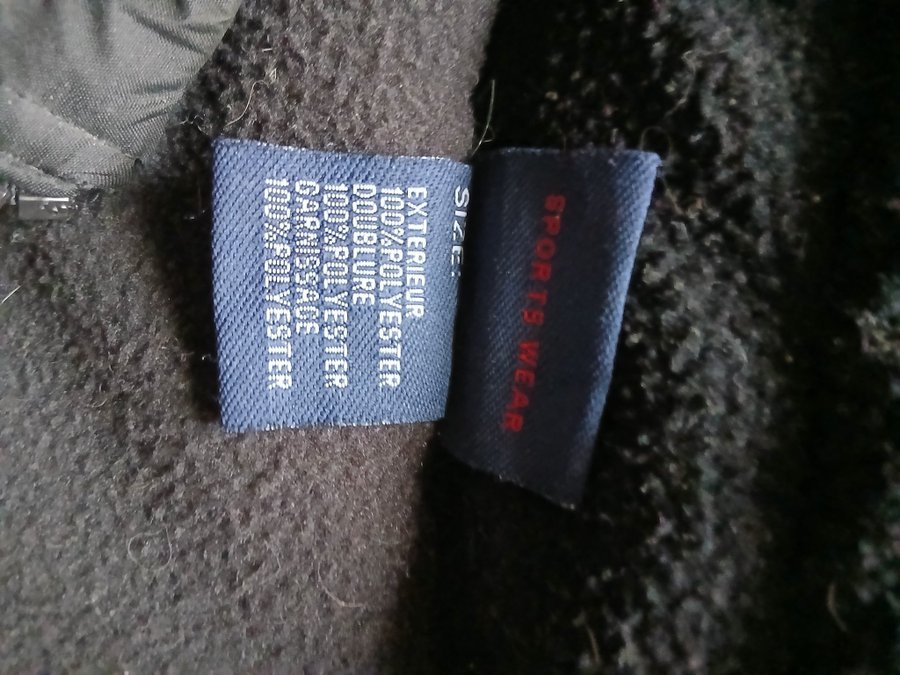 SPORTS WEAR
SIZE:
EXTERIEUR
100%POLYESTER
DOUBLURE
100%POLYESTER
GARNISSAGE
100%POLYESTER